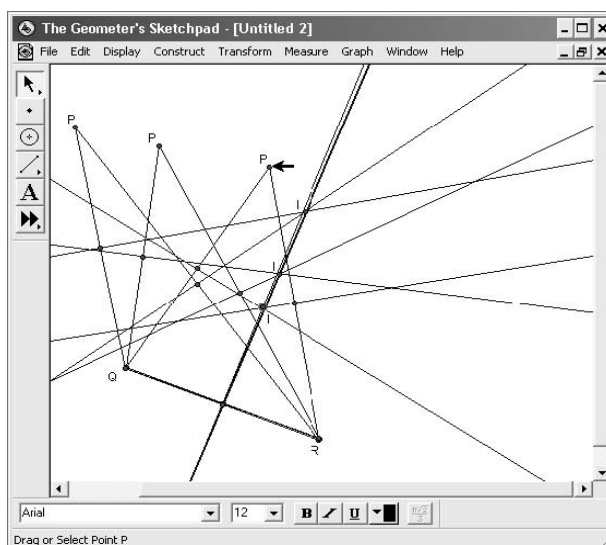 The Geometer's Sketchpad - [Untitled 2]
File Edit Display Construct Transform Measure Graph Window Help
P
P
P
I
I
I
Q
R
A
Arial 12 B I U
Drag or Select Point P